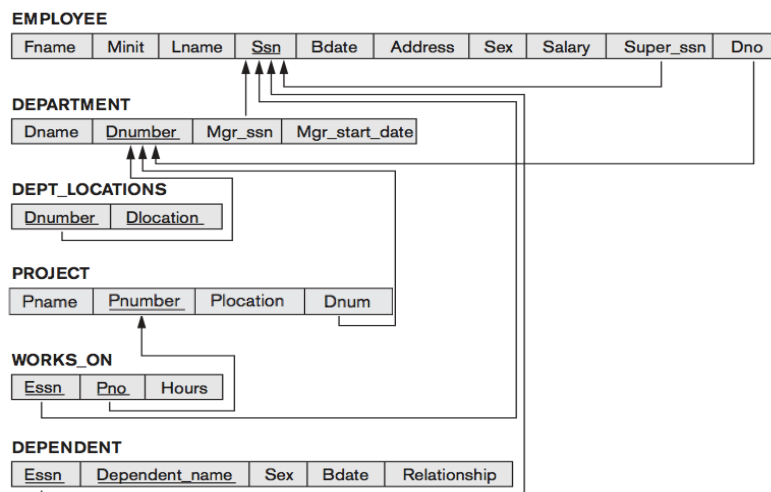 EMPLOYEE
Fname Minit Lname Ssn Bdate Address Sex Salary Super_ssn Dno
DEPARTMENT
Dname Dnumber Mgr_ssn Mgr_start_date
DEPT_LOCATIONS
Dnumber Dlocation
PROJECT
Pname Pnumber Plocation Dnum
WORKS_ON
Essn Pno Hours
DEPENDENT
Essn Dependent_name Sex Bdate Relationship